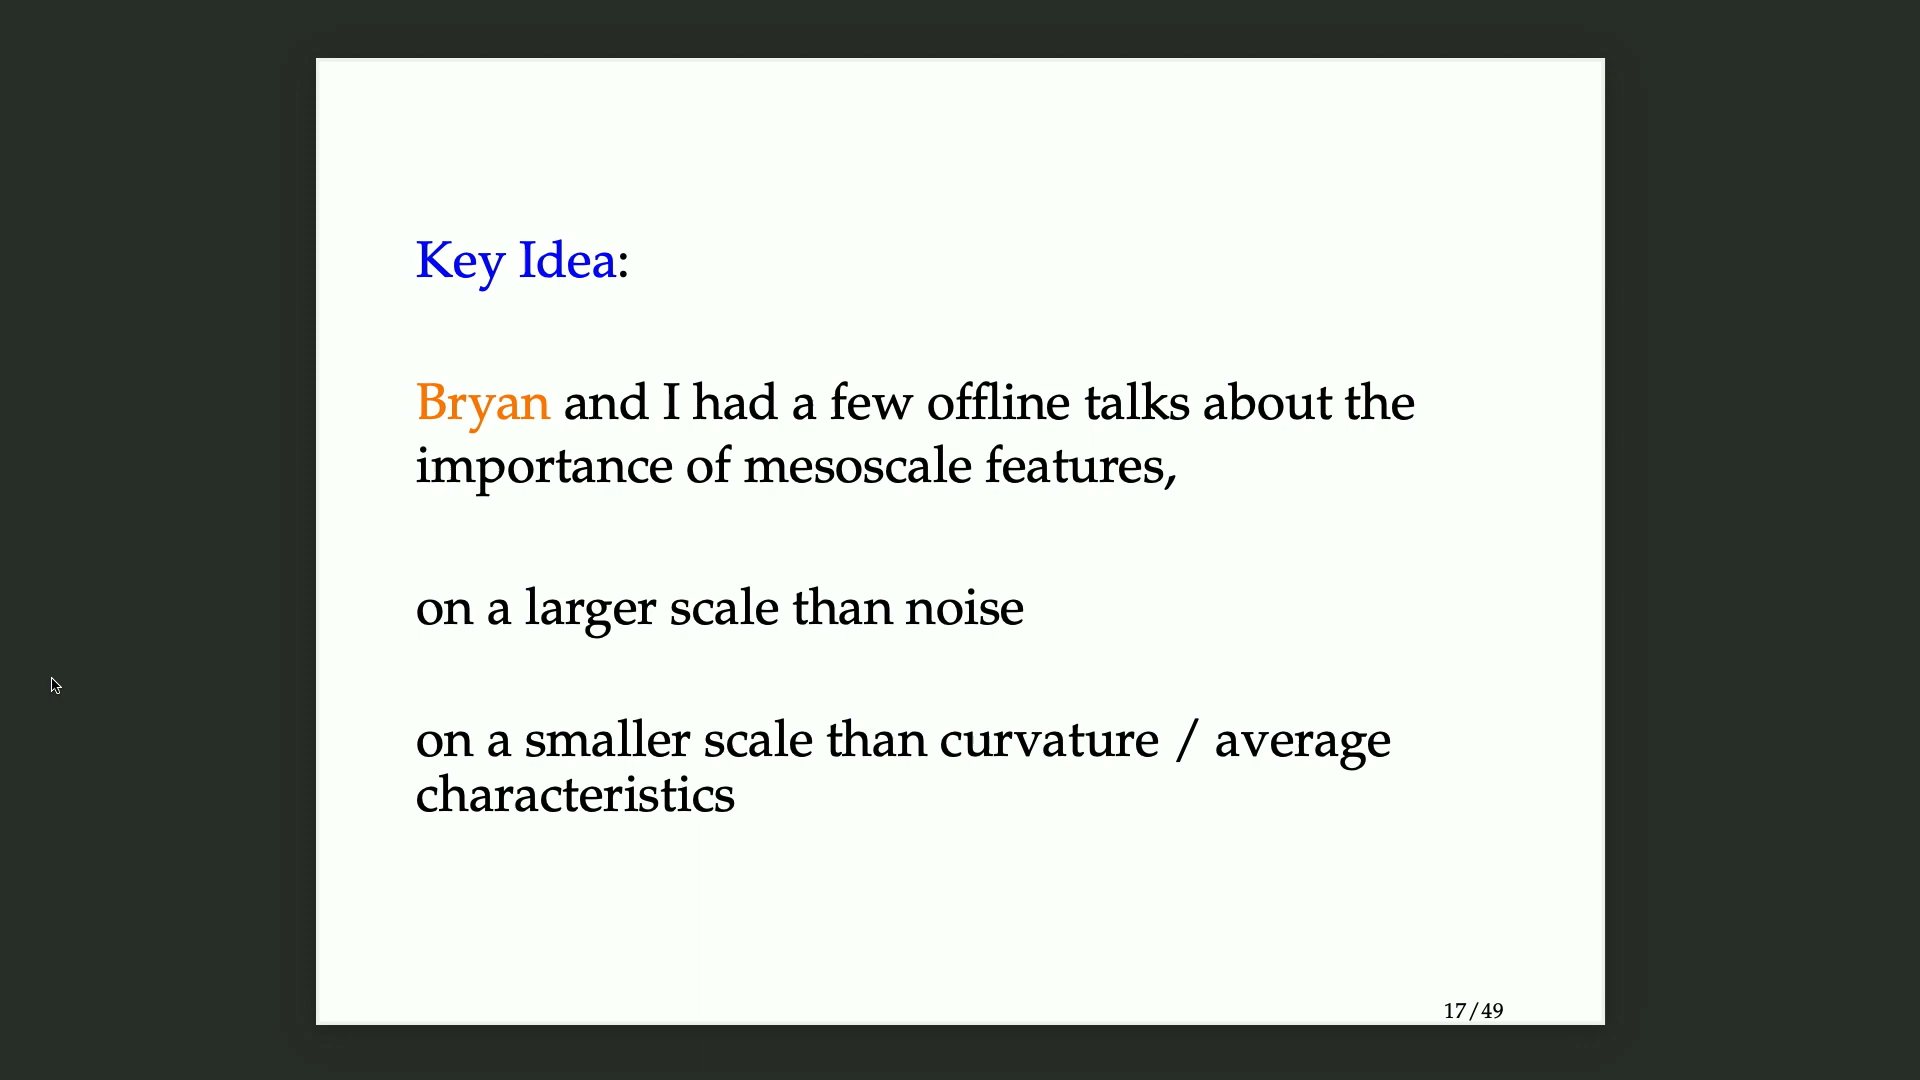 Key Idea:
Bryan and I had a few offline talks about the
importance of mesoscale features,
on a larger scale than noise
on a smaller scale than curvature / average
characteristics
17/49